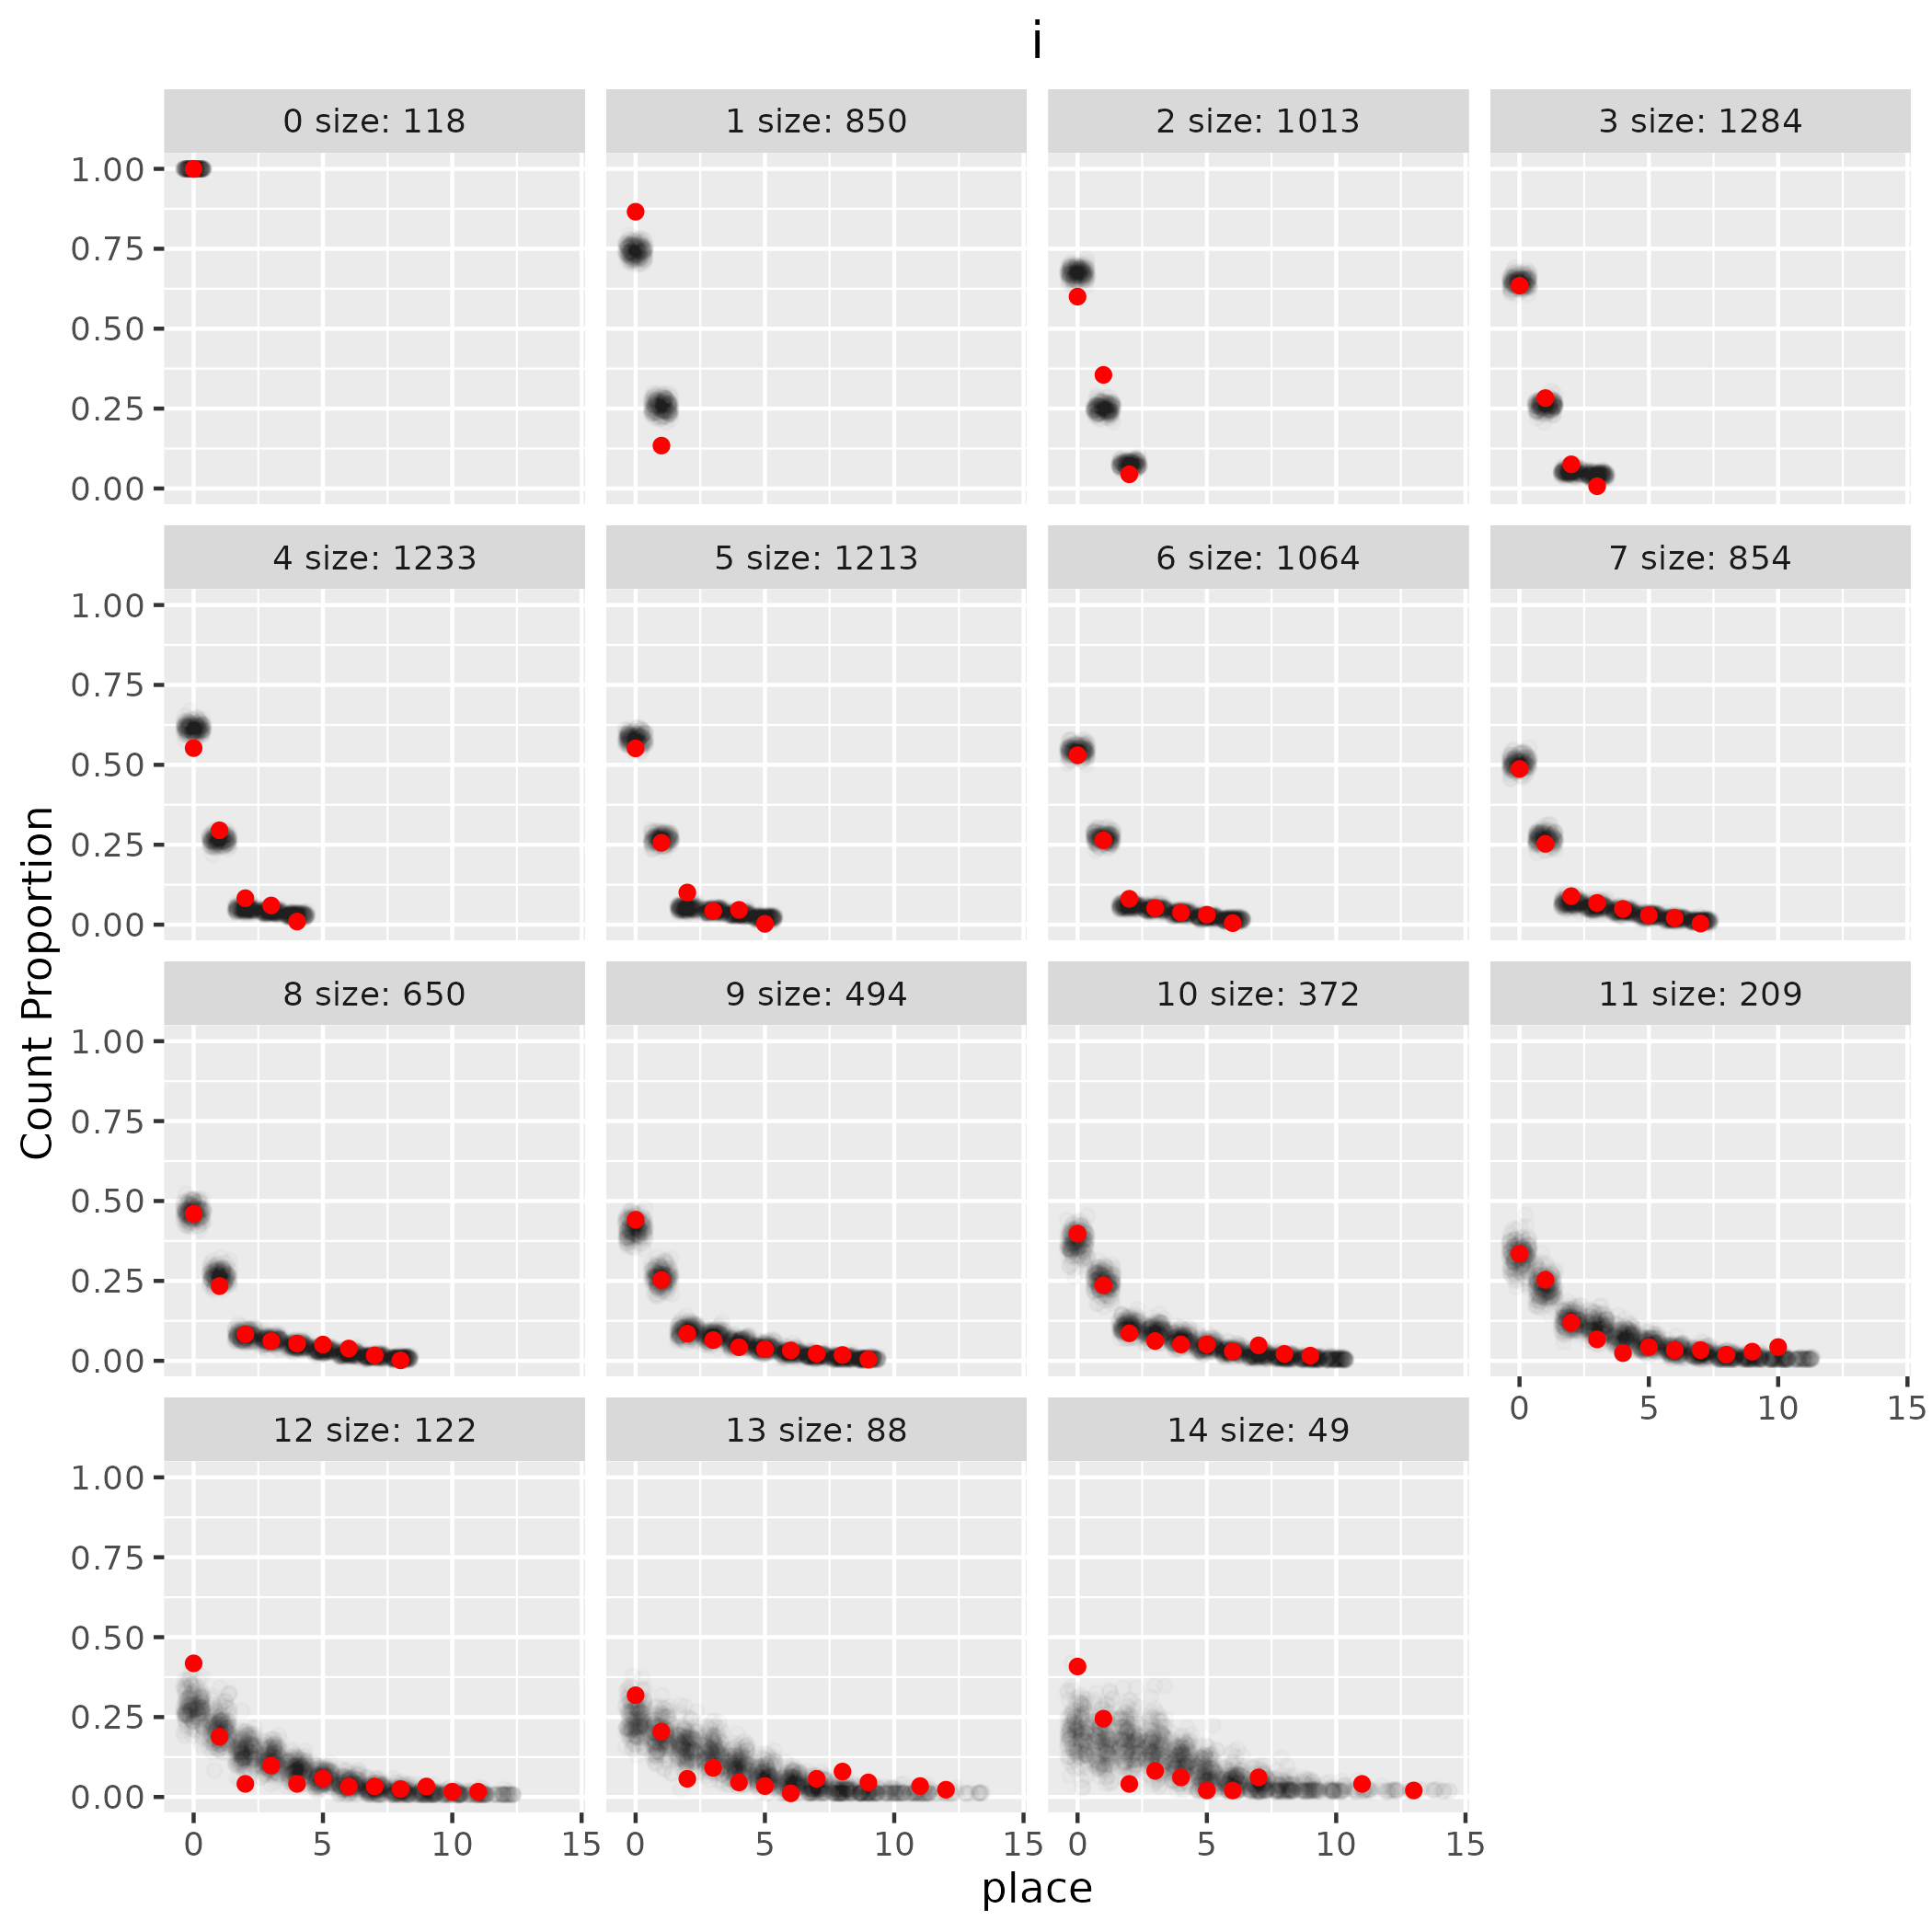 i
0 size: 118
1 size: 850
2 size: 1013
3 size: 1284
1.00
0.75
0.50
0.25
0.00
4 size: 1233
5 size: 1213
6 size: 1064
7 size: 854
1.00
0.75
0.50
0.25
0.00
8 size: 650
9 size: 494
10 size: 372
11 size: 209
1.00
0.75
0.50
0.25
0.00
0 5 10 15
12 size: 122
13 size: 88
14 size: 49
1.00
0.75
0.50
0.25
0.00
0 5 10 15
0 5 10 15
0 5 10 15
place
Count Proportion